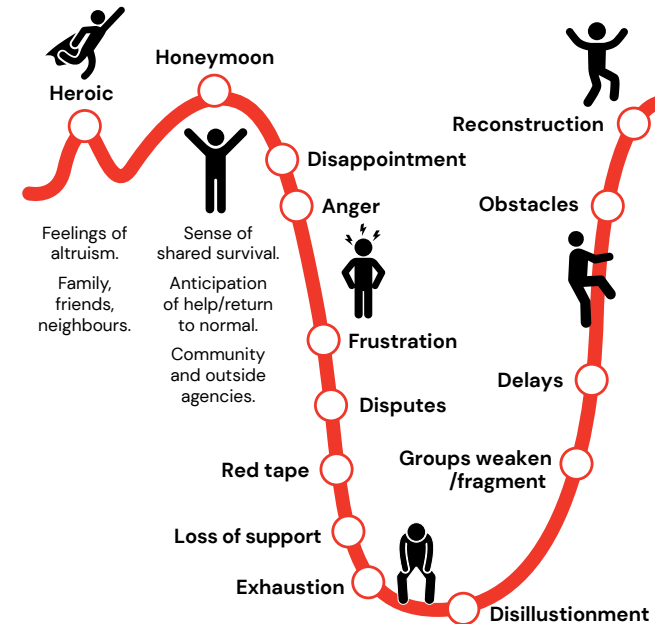 Heroic
Honeymoon
Feelings of
altruism.
Family,
friends,
neighbours.
Sense of
shared survival.
Anticipation
of help/return
to normal.
Community
and outside
agencies.
Disappointment
Anger
Frustration
Disputes
Red tape
Loss of support
Exhaustion
Disillustionment
Groups weaken
/fragment
Delays
Obstacles
Reconstruction